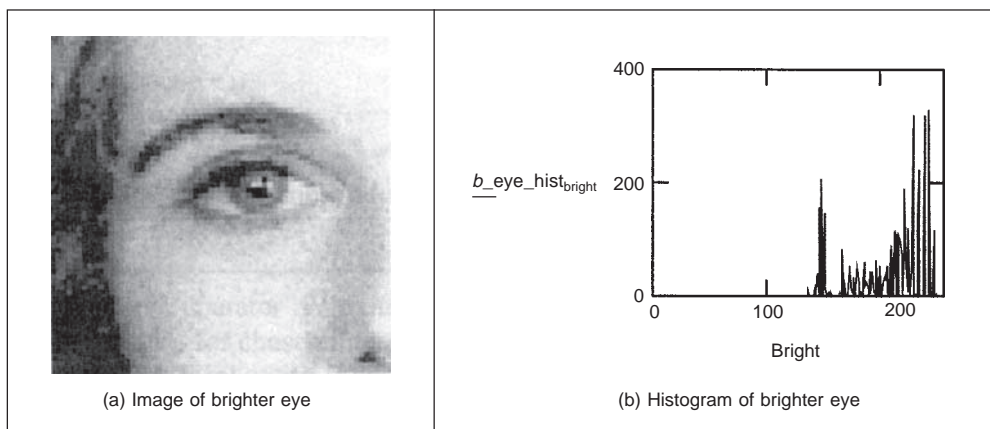 400
200
b_eye_hist bright
0
0
100
200
Bright
(a) Image of brighter eye
(b) Histogram of brighter eye